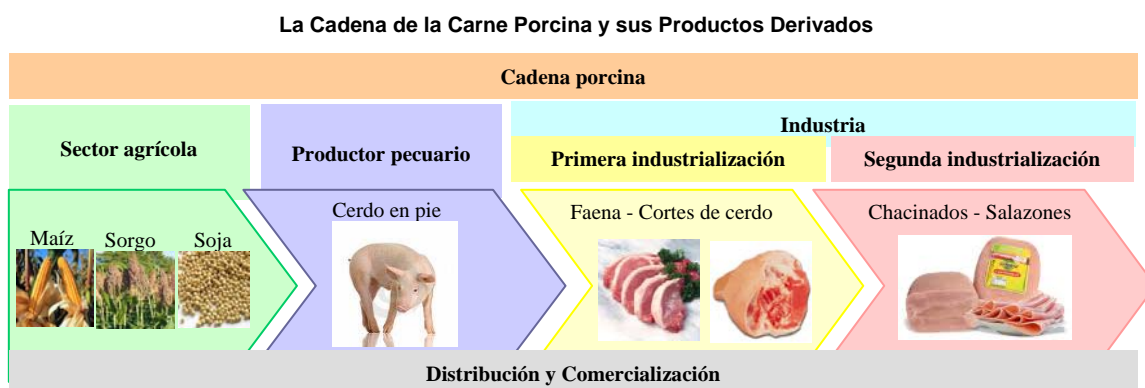 La Cadena de la Carne Porcina y sus Productos Derivados
Cadena porcina
Sector agrícola
Productor pecuario
Industria
Primera industrialización
Segunda industrialización
Maíz
Sorgo
Soja
Cerdo en pie
Faena - Cortes de cerdo
Chacinados - Salazones
Distribución y Comercialización